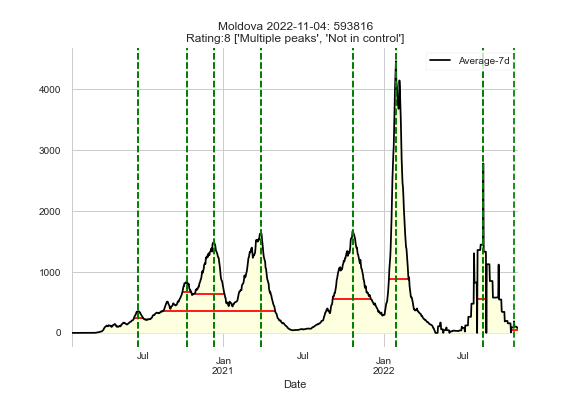 Moldova 2022-11-04: 593816
Rating:8 ['Multiple peaks', 'Not in control']
Average-7d
4000
3000
2000
1000
0
Jul
Jan
2021
Jul
Jan
2022
Jul
Date